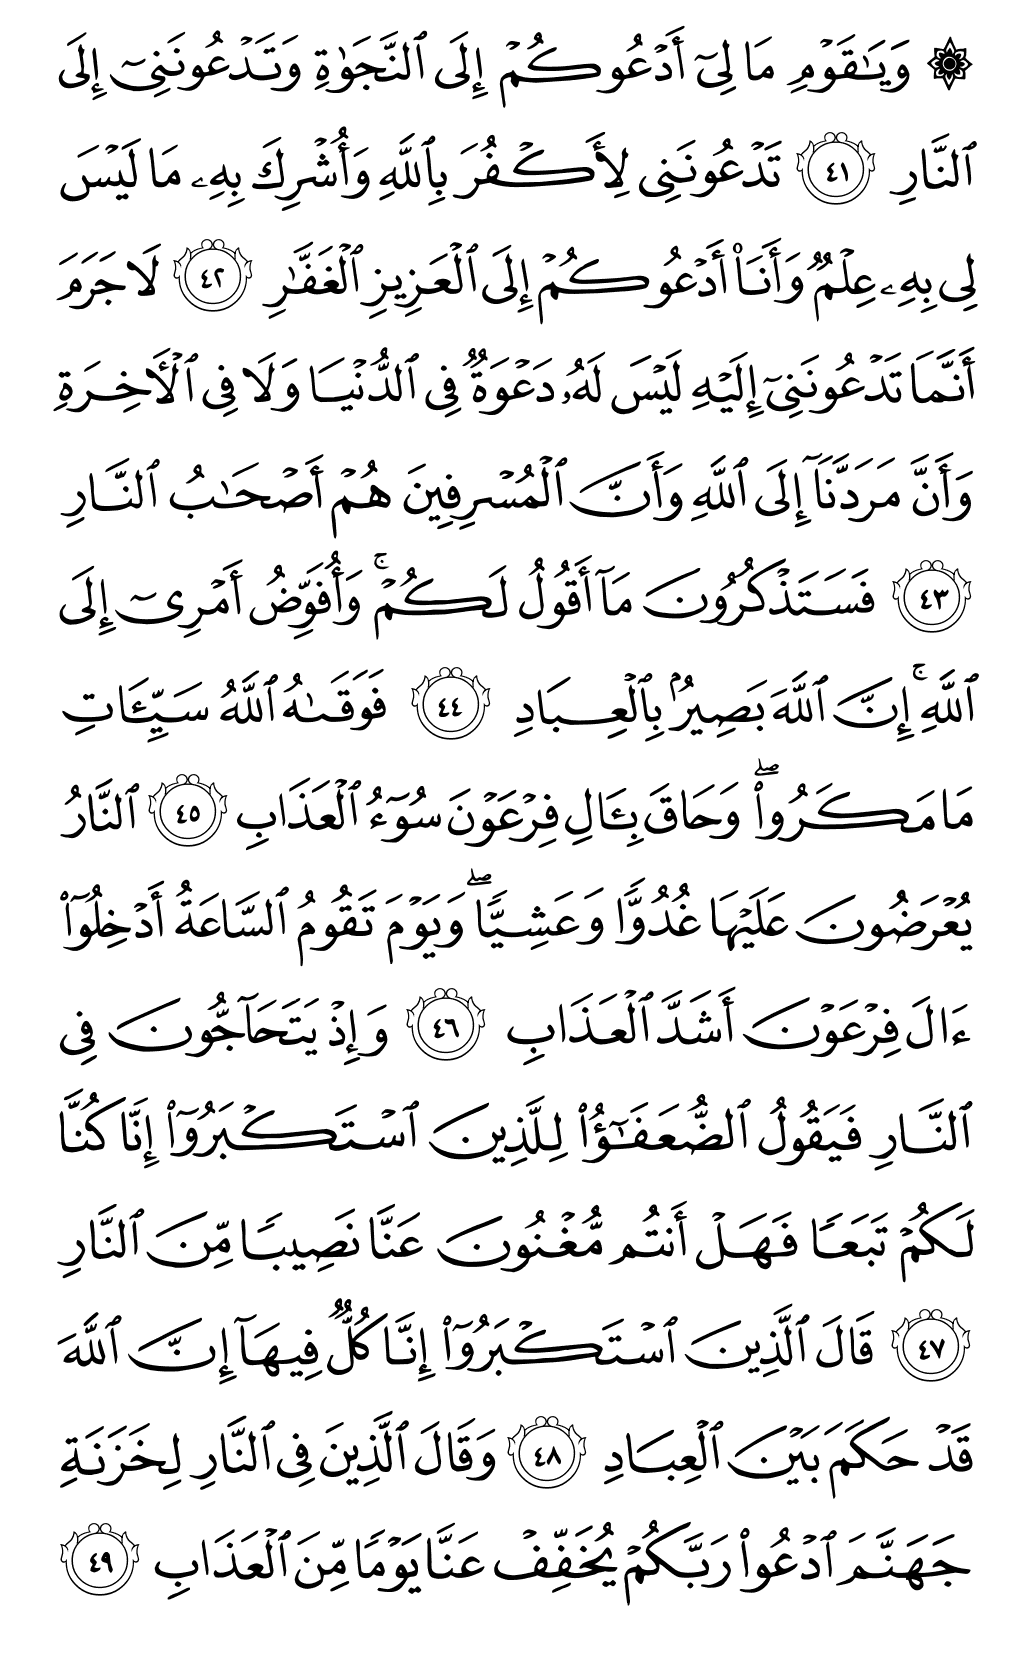 ۞ وَيَـٰقَوْمِ مَا لِىٓ أَدْعُوكُمْ إِلَى ٱلنَّجَوٰةِ وَتَدْعُونَنِىٓ إِلَى
ٱلنَّارِ ٤١ تَدْعُونَنِى لِأَكْفُرَ بِٱللَّهِ وَأُشْرِكَ بِهِۦ مَا لَيْسَ
لِى بِهِۦ عِلْمٌ وَأَنَا۠ أَدْعُوكُمْ إِلَى ٱلْعَزِيزِ ٱلْغَفَّـٰرِ ٤٢ لَا جَرَمَ
أَنَّمَا تَدْعُونَنِىٓ إِلَيْهِ لَيْسَ لَهُۥ دَعْوَةٌ فِى ٱلدُّنْيَا وَلَا فِى ٱلْـَٔاخِرَةِ
وَأَنَّ مَرَدَّنَآ إِلَى ٱللَّهِ وَأَنَّ ٱلْمُسْرِفِينَ هُمْ أَصْحَـٰبُ ٱلنَّارِ
٤٣ فَسَتَذْكُرُونَ مَآ أَقُولُ لَكُمْ ۚ وَأُفَوِّضُ أَمْرِىٓ إِلَى
ٱللَّهِ ۚ إِنَّ ٱللَّهَ بَصِيرٌۢ بِٱلْعِبَادِ ٤٤ فَوَقَىٰهُ ٱللَّهُ سَيِّـَٔاتِ
مَا مَكَرُوا۟ ۖ وَحَاقَ بِـَٔالِ فِرْعَوْنَ سُوٓءُ ٱلْعَذَابِ ٤٥ ٱلنَّارُ
يُعْرَضُونَ عَلَيْهَا غُدُوًّا وَعَشِيًّا ۖ وَيَوْمَ تَقُومُ ٱلسَّاعَةُ أَدْخِلُوٓا۟
ءَالَ فِرْعَوْنَ أَشَدَّ ٱلْعَذَابِ ٤٦ وَإِذْ يَتَحَآجُّونَ فِى
ٱلنَّارِ فَيَقُولُ ٱلضُّعَفَـٰٓؤُا۟ لِلَّذِينَ ٱسْتَكْبَرُوٓا۟ إِنَّا كُنَّا
لَكُمْ تَبَعًا فَهَلْ أَنتُم مُّغْنُونَ عَنَّا نَصِيبًا مِّنَ ٱلنَّارِ
٤٧ قَالَ ٱلَّذِينَ ٱسْتَكْبَرُوٓا۟ إِنَّا كُلٌّ فِيهَآ إِنَّ ٱللَّهَ
قَدْ حَكَمَ بَيْنَ ٱلْعِبَادِ ٤٨ وَقَالَ ٱلَّذِينَ فِى ٱلنَّارِ لِخَزَنَةِ
جَهَنَّمَ ٱدْعُوا۟ رَبَّكُمْ يُخَفِّفْ عَنَّا يَوْمًا مِّنَ ٱلْعَذَابِ ٤٩